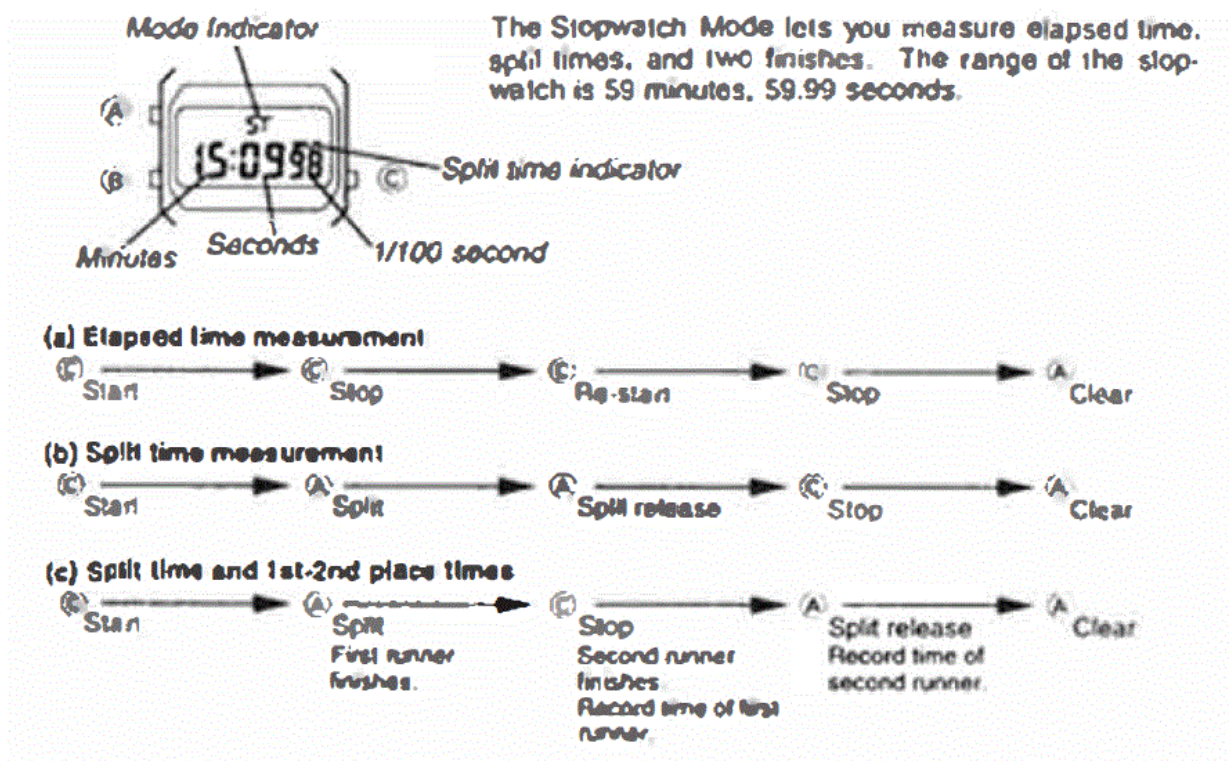 Mode Indicator
The Stopwatch Mode lets you measure elapsed time,
split times, and two finishes. The range of the stop-
watch is 59 minutes, 59.99 seconds.
A
ST
15:09 98
Split time indicator
B
C
Minutes
Seconds
1/100 second
(a) Elapsed time measurement
C C C C A
Start Stop Re-start Stop Clear
(b) Split time measurement
C A A C A
Start Split Split release Stop Clear
(c) Split time and 1st-2nd place times
C A C A A
Start Split Stop Split release Clear
First runner Second runner Record time of
finishes. finishes. second runner.
Record time of first
runner.